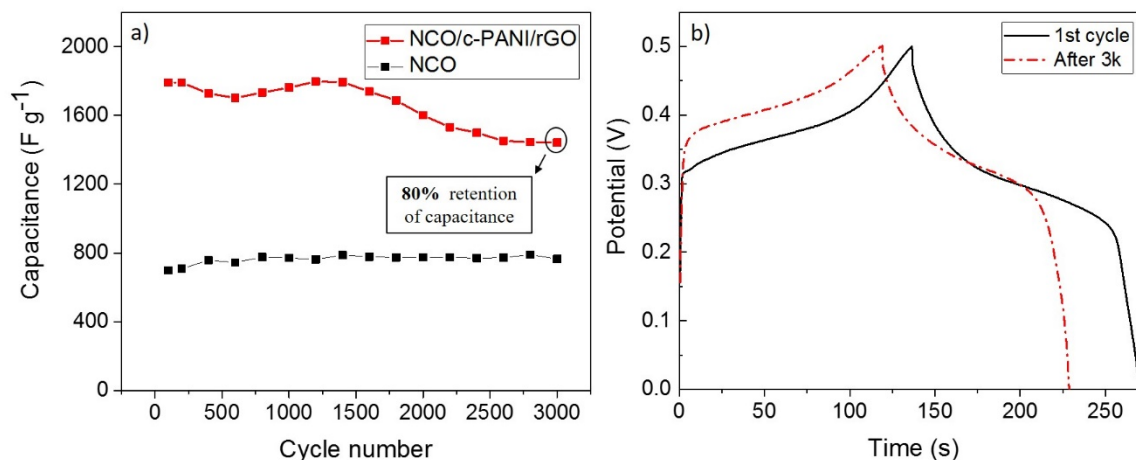 a)
NCO/c-PANI/rGO
NCO
2000
1600
1200
800
400
0
Capacitance (F g⁻¹)
80% retention
of capacitance
0 500 1000 1500 2000 2500 3000
Cycle number
b)
1st cycle
After 3k
0.5
0.4
0.3
0.2
0.1
0.0
Potential (V)
0 50 100 150 200 250
Time (s)